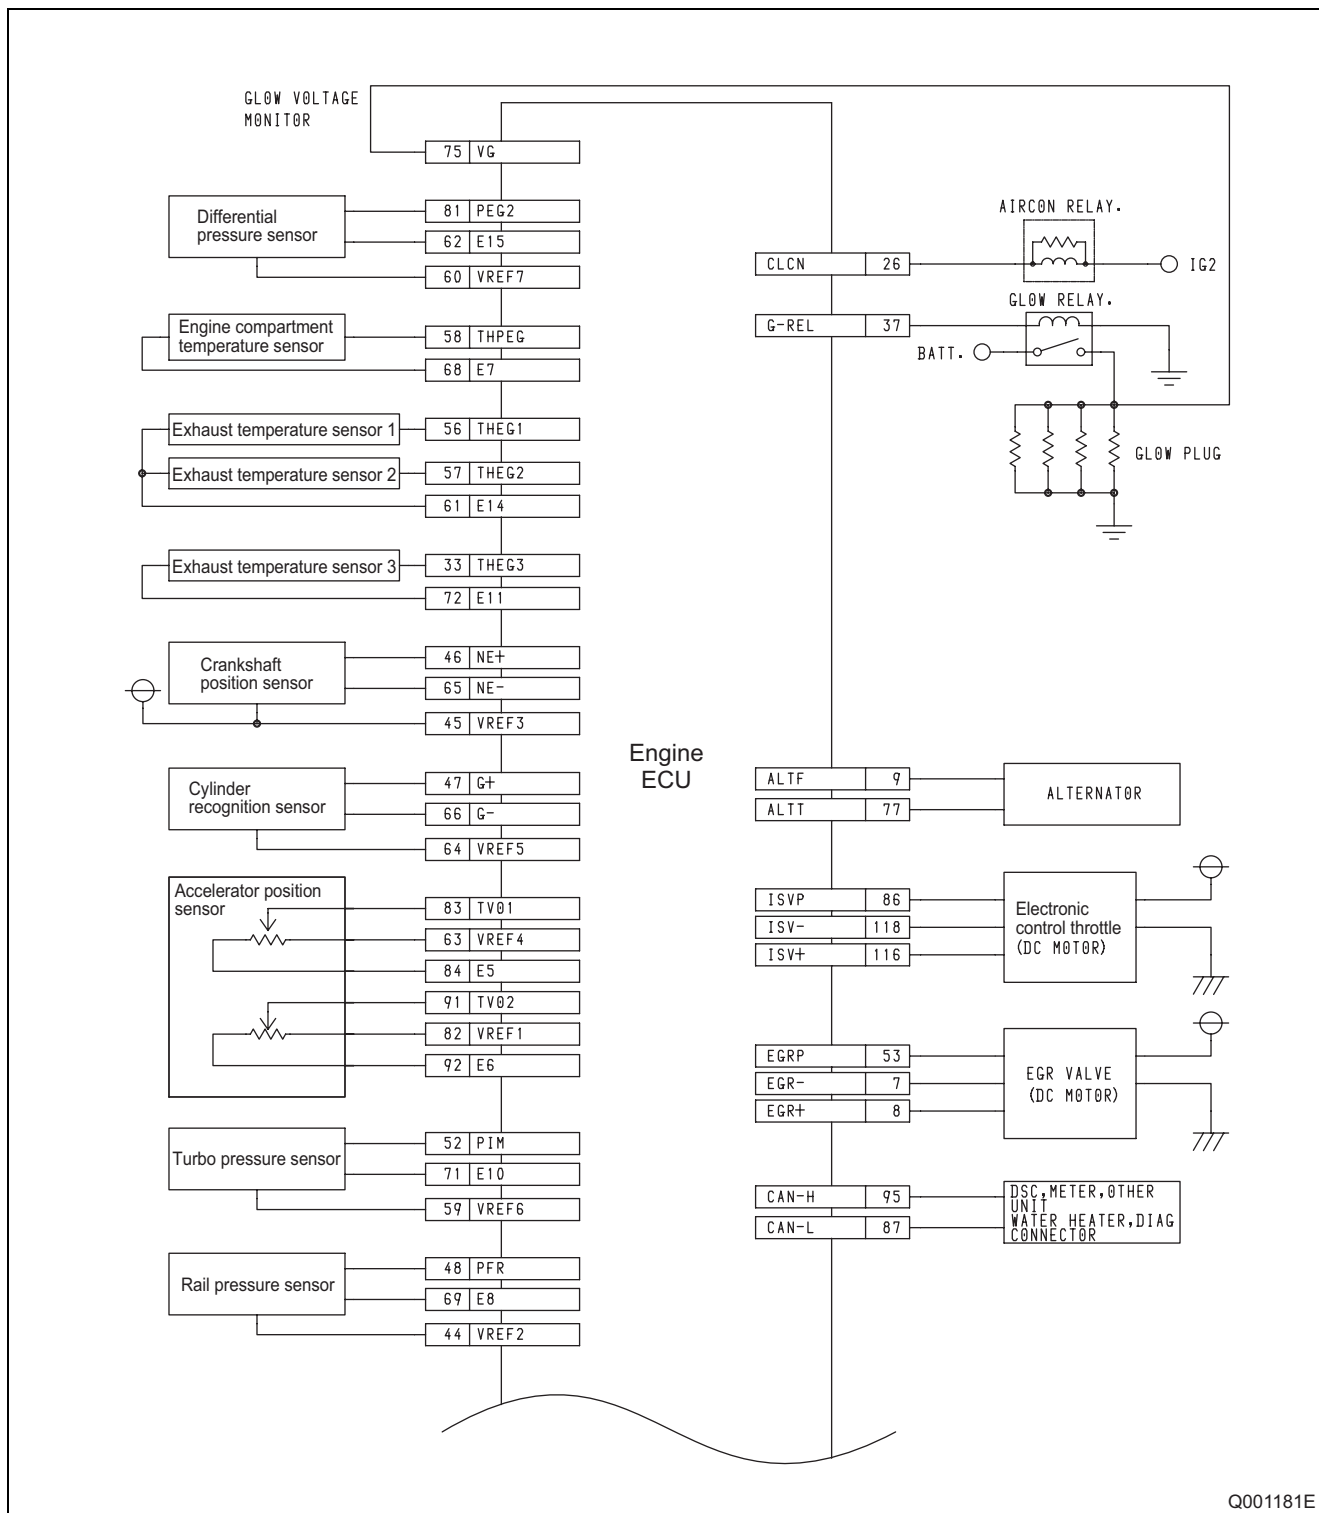 GLOW VOLTAGE
MONITOR
75 VG
Differential
pressure sensor
81 PEG2
62 E15
60 VREF7
Engine compartment
temperature sensor
58 THPEG
68 E7
Exhaust temperature sensor 1
56 THEG1
Exhaust temperature sensor 2
57 THEG2
61 E14
Exhaust temperature sensor 3
33 THEG3
72 E11
Crankshaft
position sensor
46 NE+
65 NE-
45 VREF3
Cylinder
recognition sensor
47 G+
66 G-
64 VREF5
Accelerator position
sensor
83 TV01
63 VREF4
84 E5
91 TV02
82 VREF1
92 E6
Turbo pressure sensor
52 PIM
71 E10
59 VREF6
Rail pressure sensor
48 PFR
69 E8
44 VREF2
Engine
ECU
AIRCON RELAY.
CLCN 26
IG2
GLOW RELAY.
G-REL 37
BATT.
GLOW PLUG
ALTF 9
ALTT 77
ALTERNATOR
ISVP 86
ISV- 118
ISV+ 116
Electronic
control throttle
(DC MOTOR)
EGRP 53
EGR- 7
EGR+ 8
EGR VALVE
(DC MOTOR)
CAN-H 95
CAN-L 87
DSC,METER,OTHER
UNIT
WATER HEATER,DIAG
CONNECTOR
Q001181E